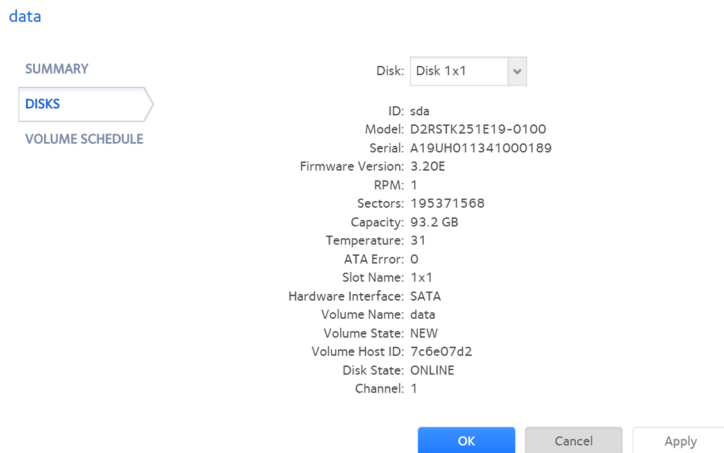 data
SUMMARY
DISKS
VOLUME SCHEDULE
Disk: Disk 1x1
ID: sda
Model: D2RSTK251E19-0100
Serial: A19UH011341000189
Firmware Version: 3.20E
RPM: 1
Sectors: 195371568
Capacity: 93.2 GB
Temperature: 31
ATA Error: 0
Slot Name: 1x1
Hardware Interface: SATA
Volume Name: data
Volume State: NEW
Volume Host ID: 7c6e07d2
Disk State: ONLINE
Channel: 1
OK Cancel Apply